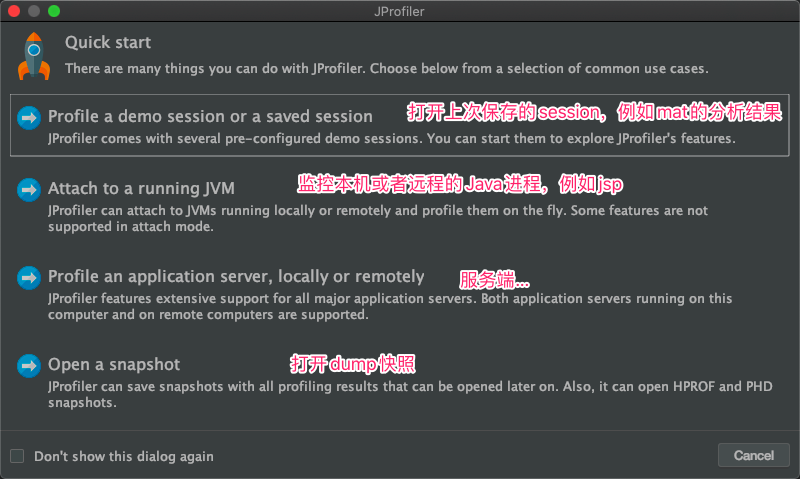 JProfiler
Quick start
There are many things you can do with JProfiler. Choose below from a selection of common use cases.
Profile a demo session or a saved session
打开上次保存的session，例如mat的分析结果
JProfiler comes with several pre-configured demo sessions. You can start them to explore JProfiler's features.
Attach to a running JVM
监控本机或者远程的Java进程，例如jsp
JProfiler can attach to JVMs running locally or remotely and profile them on the fly. Some features are not
supported in attach mode.
Profile an application server, locally or remotely
服务端...
JProfiler features extensive support for all major application servers. Both application servers running on this
computer and on remote computers are supported.
Open a snapshot
打开dump快照
JProfiler can save snapshots with all profiling results that can be opened later on. Also, it can open HPROF and PHD
snapshots.
Don't show this dialog again
Cancel